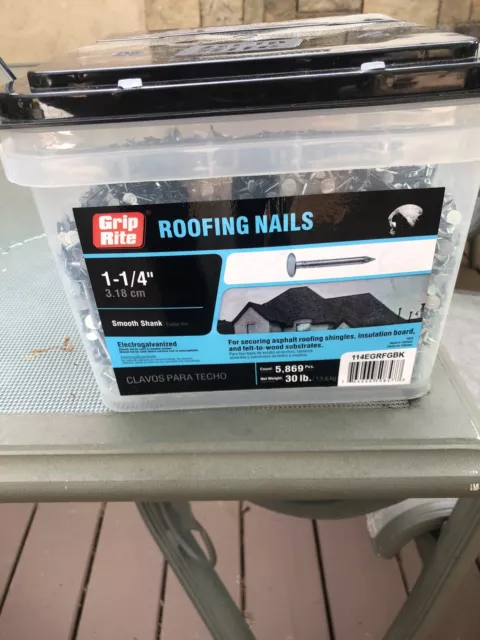 Grip
Rite
ROOFING NAILS
1-1/4"
3.18 cm
Smooth Shank
Electrogalvanized
CLAVOS PARA TECHO
For securing asphalt roofing shingles, insulation board,
and felt-to-wood substrates.
Count: 5,869 Pcs.
Net Weight: 30 lb.
114EGRFGBK